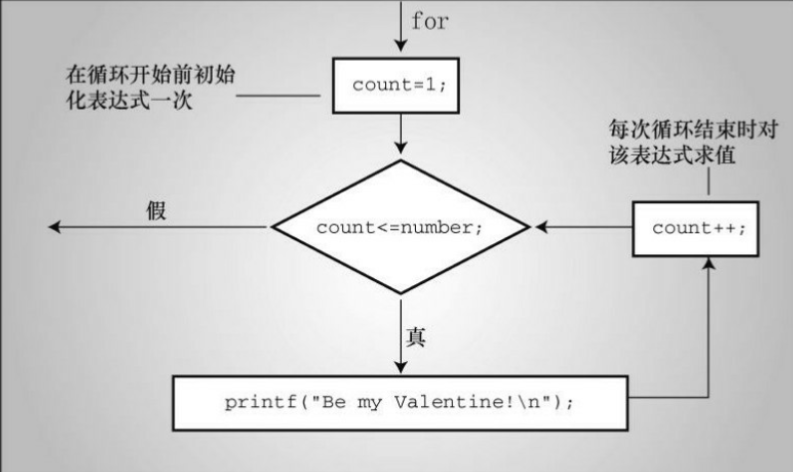 for
count=1;
在循环开始前初始
化表达式一次
每次循环结束时对
该表达式求值
假
count<=number;
count++;
真
printf("Be my Valentine!\n");